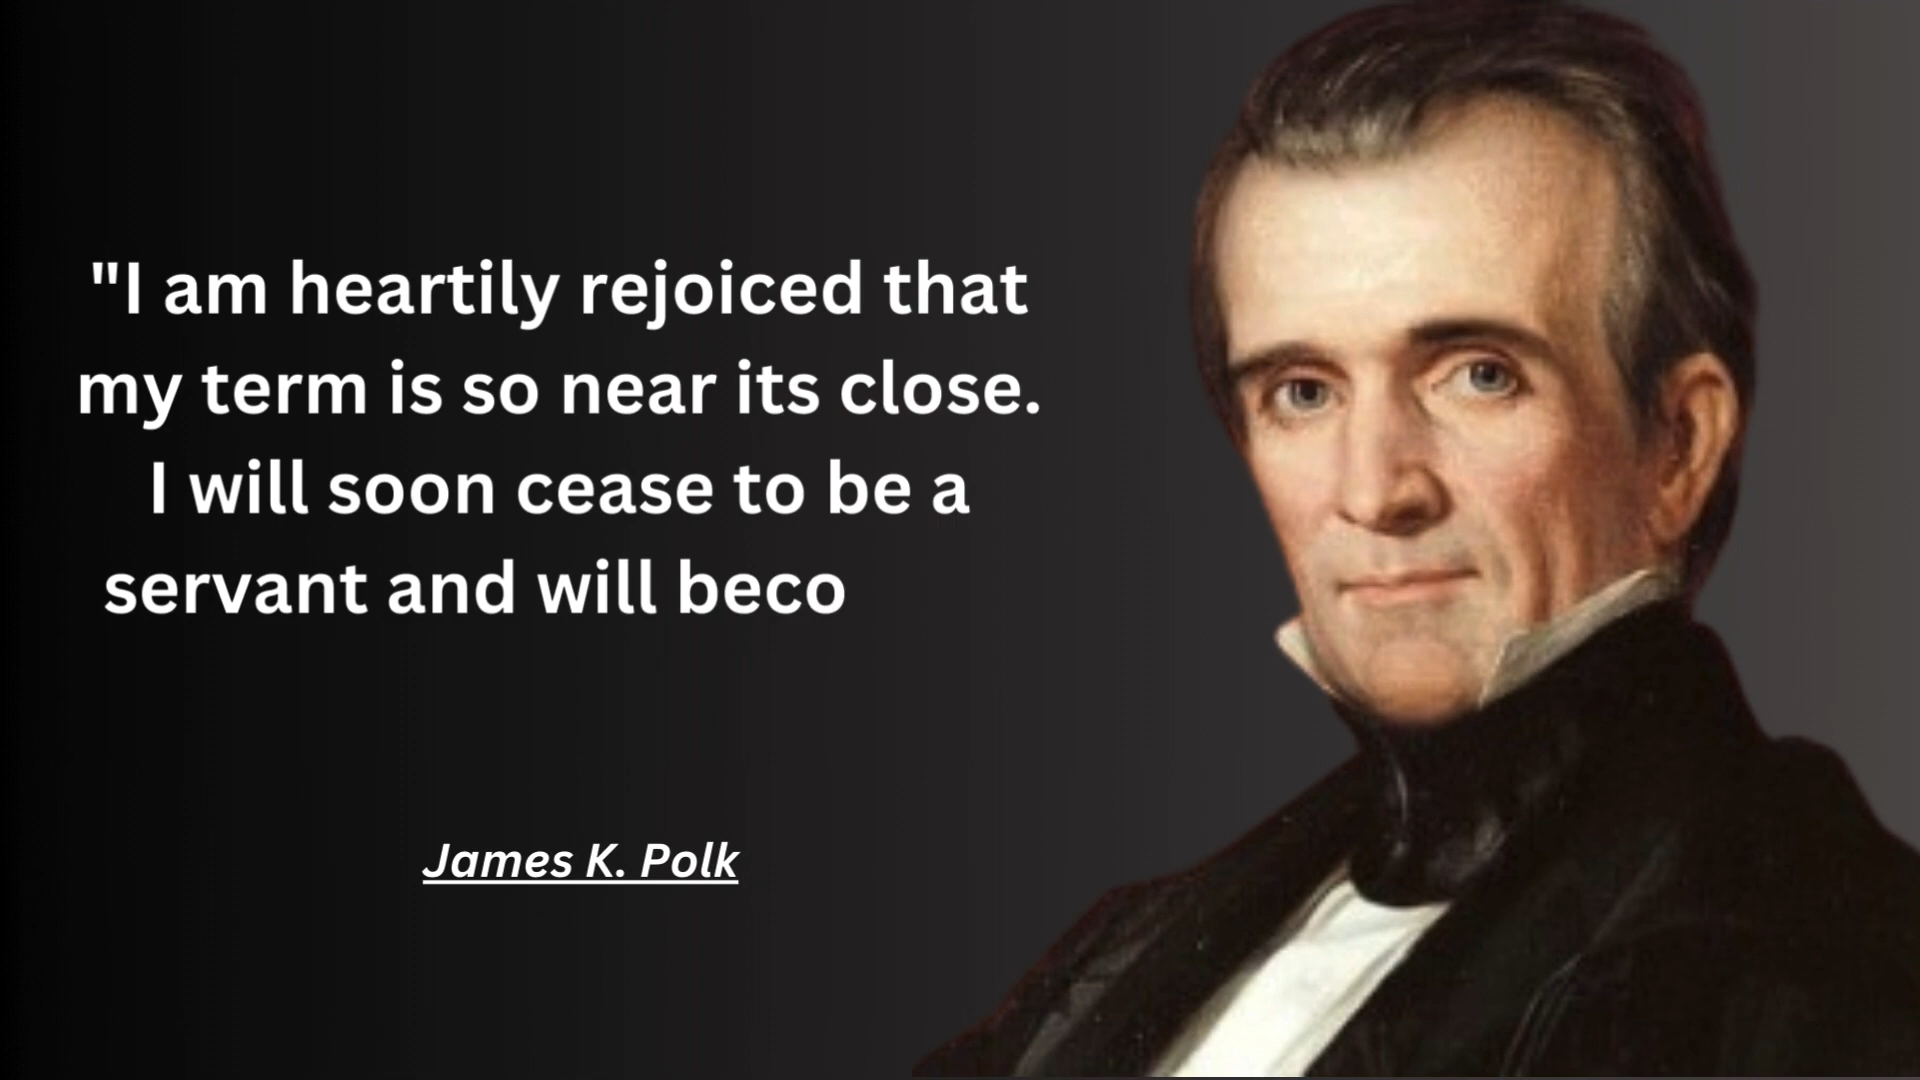 "I am heartily rejoiced that
my term is so near its close.
I will soon cease to be a
servant and will beco
James K. Polk